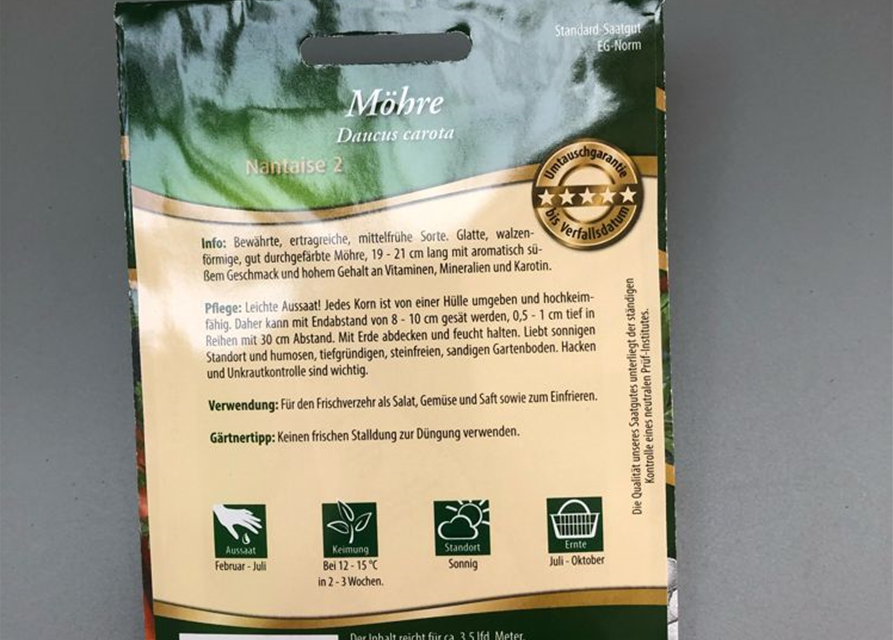 Standard-Saatgut
EG-Norm
Möhre
Daucus carota
Nantaise 2
Umtauschgarantie
bis Verfallsdatum
Info: Bewährte, ertragreiche, mittelfrühe Sorte. Glatte, walzen-
förmige, gut durchgefärbte Möhre, 19 - 21 cm lang mit aromatisch sü-
ßem Geschmack und hohem Gehalt an Vitaminen, Mineralien und Karotin.
Pflege: Leichte Aussaat! Jedes Korn ist von einer Hülle umgeben und hochkeim-
fähig. Daher kann mit Endabstand von 8 - 10 cm gesät werden, 0,5 - 1 cm tief in
Reihen mit 30 cm Abstand. Mit Erde abdecken und feucht halten. Liebt sonnigen
Standort und humosen, tiefgründigen, steinfreien, sandigen Gartenboden. Hacken
und Unkrautkontrolle sind wichtig.
Verwendung: Für den Frischverzehr als Salat, Gemüse und Saft sowie zum Einfrieren.
Gärtnertipp: Keinen frischen Stalldung zur Düngung verwenden.
Die Qualität unseres Saatgutes unterliegt der ständigen
Kontrolle eines neutralen Prüf-Institutes.
Aussaat
Februar - Juli
Keimung
Bei 12 - 15 °C
in 2 - 3 Wochen.
Standort
Sonnig
Ernte
Juli - Oktober
Der Inhalt reicht für ca. 3,5 lfd. Meter.